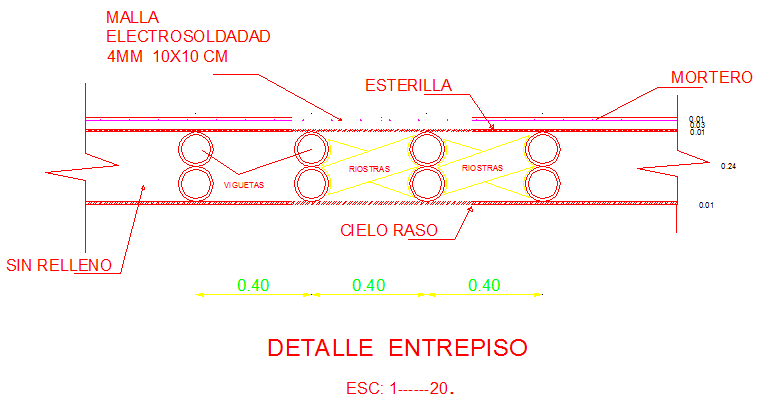 MALLA
ELECTROSOLDADAD
4MM 10X10 CM
ESTERILLA
MORTERO
0.01
0.03
0.01
RIOSTRAS
RIOSTRAS
0.24
VIGUETAS
0.01
CIELO RASO
SIN RELLENO
0.40
0.40
0.40
DETALLE ENTREPISO
ESC: 1------20.